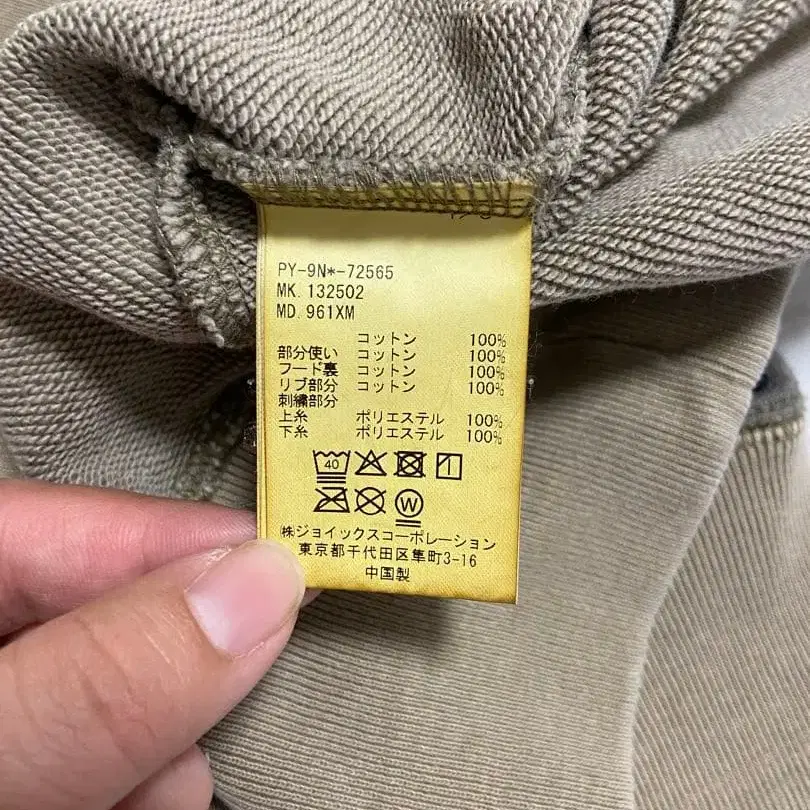 PY-9N*-72565
MK. 132502
MD. 961XM
コットン 100%
部分使い コットン 100%
フード裏 コットン 100%
リブ部分 コットン 100%
刺繍部分
上糸 ポリエステル 100%
下糸 ポリエステル 100%
40
W
㈱ジョイックスコーポレーション
東京都千代田区隼町3-16
中国製